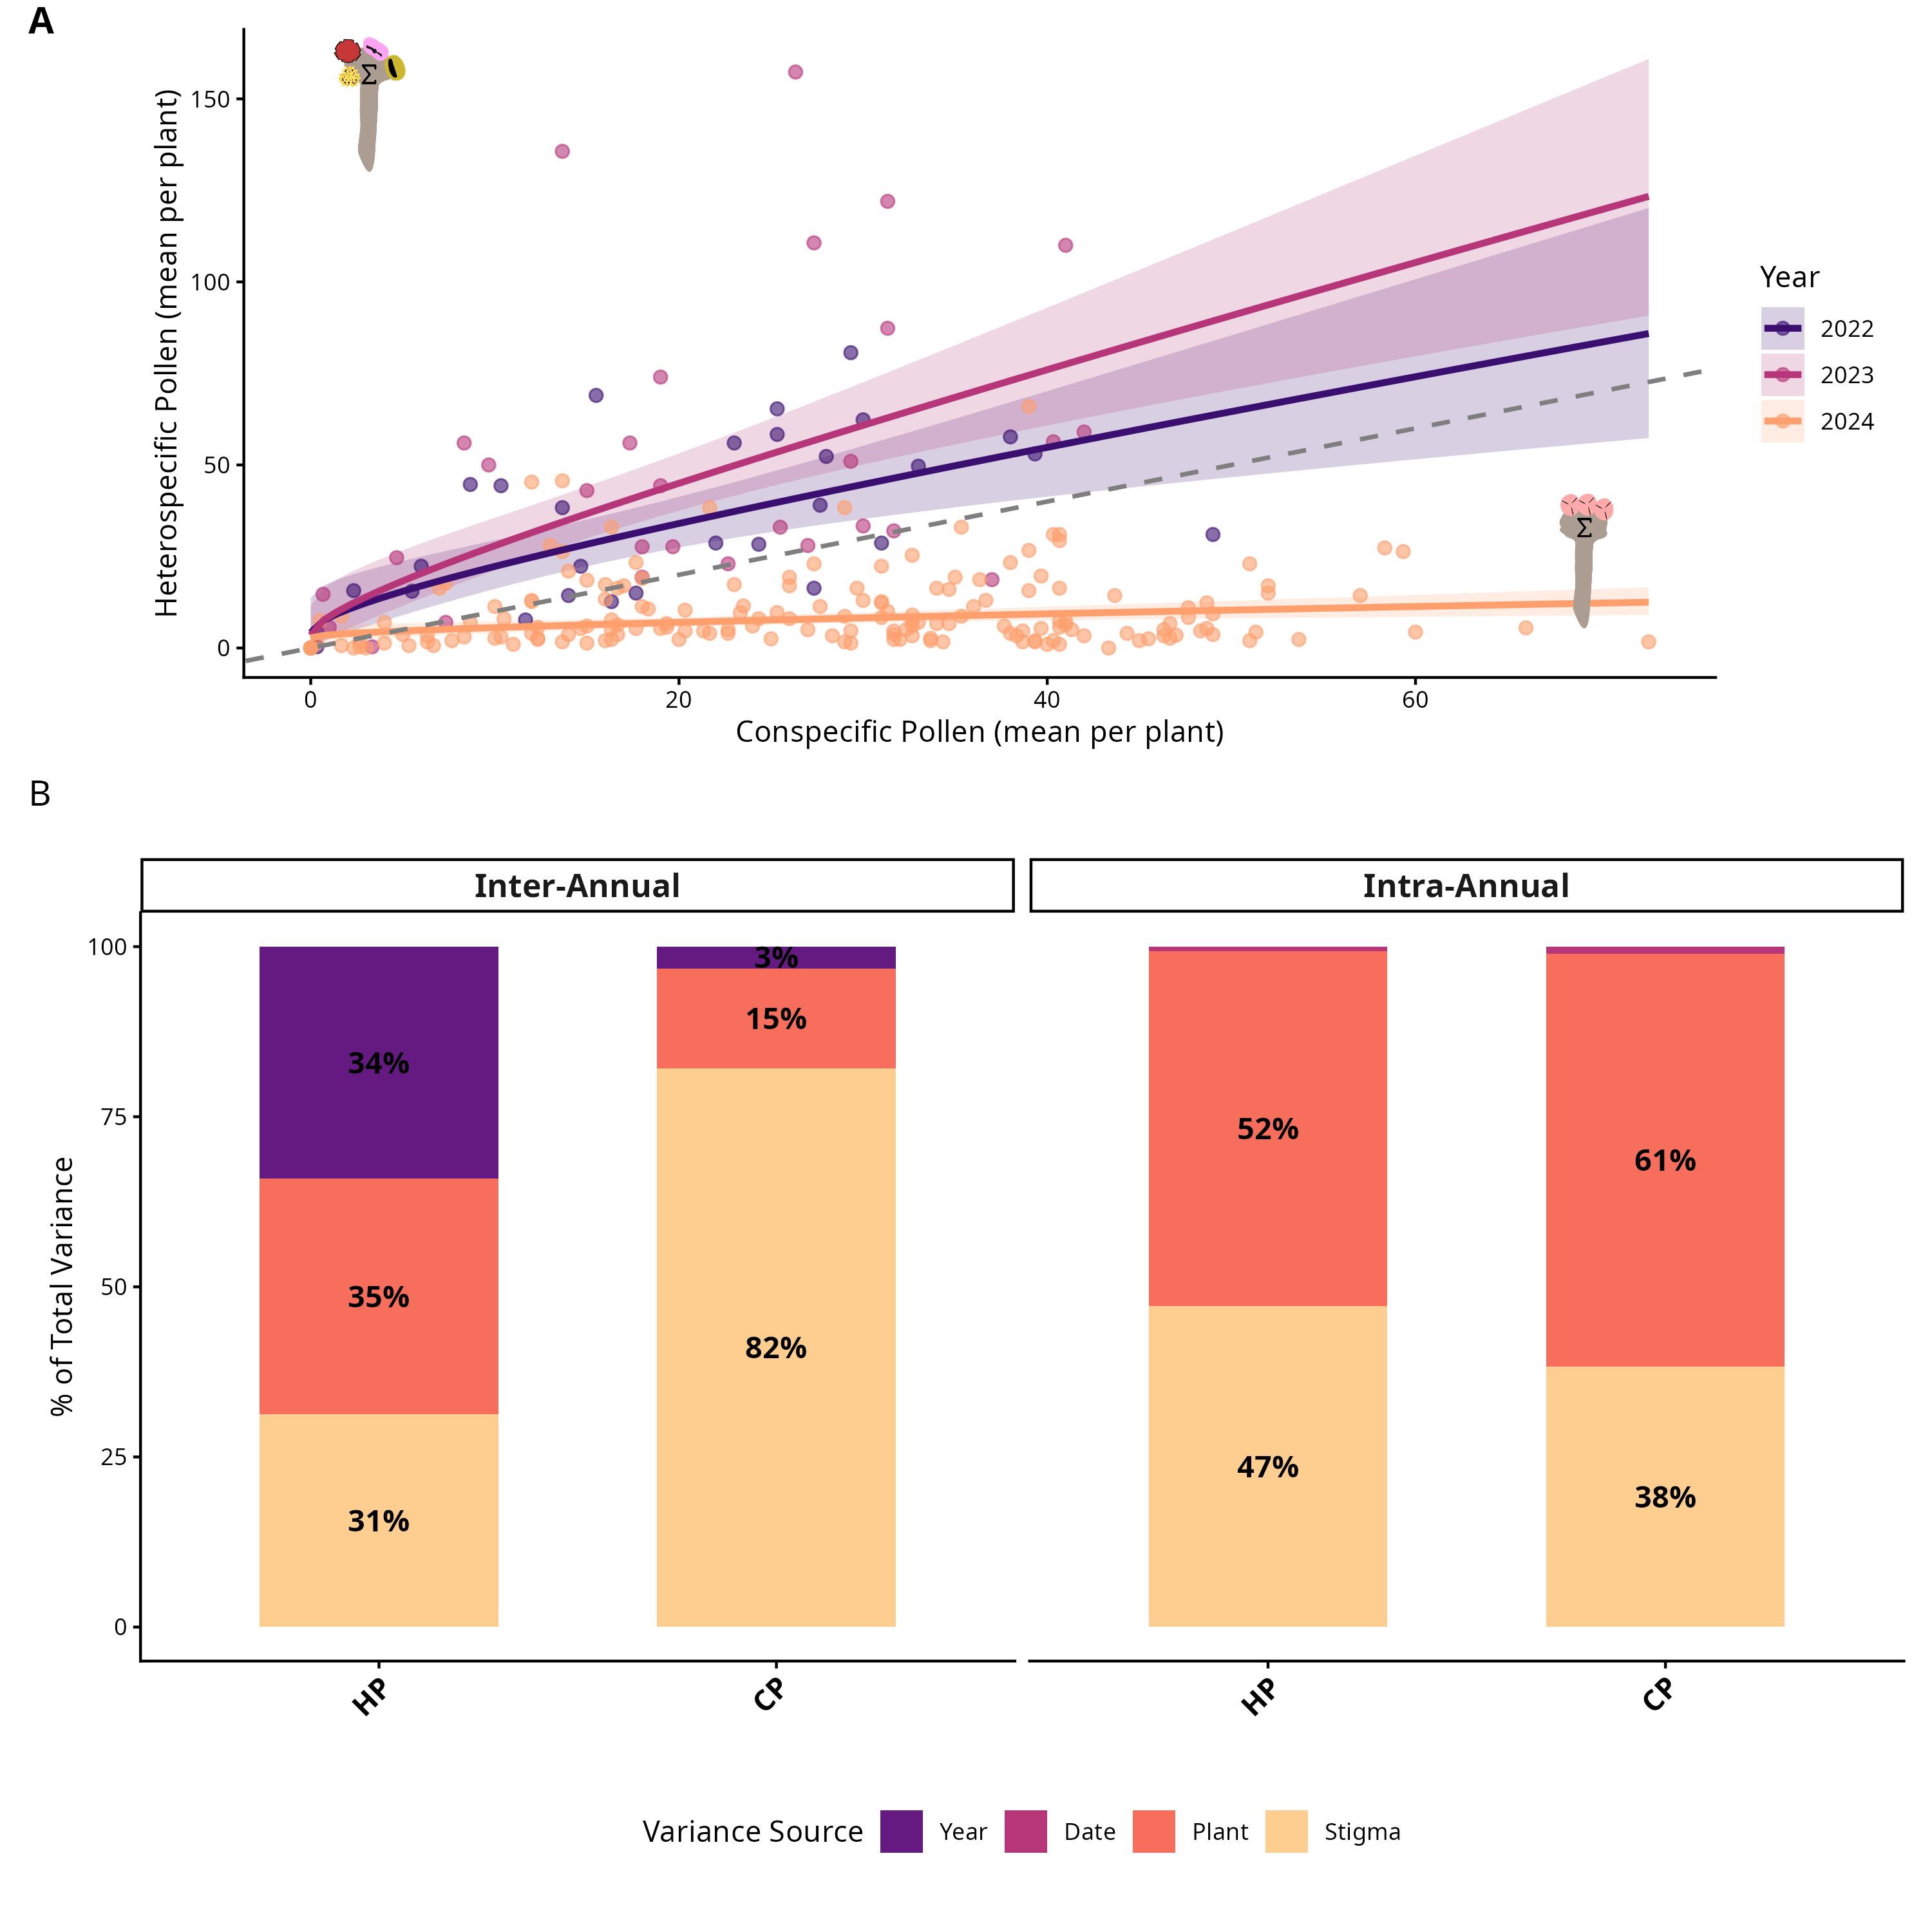 A
Σ
Heterospecific Pollen (mean per plant)
150
100
50
0
Σ
0 20 40 60
Conspecific Pollen (mean per plant)
Year
2022
2023
2024
B
Inter-Annual Intra-Annual
% of Total Variance
100
75
50
25
0
34%
35%
31%
3%
15%
82%
52%
47%
61%
38%
HP CP HP CP
Variance Source Year Date Plant Stigma